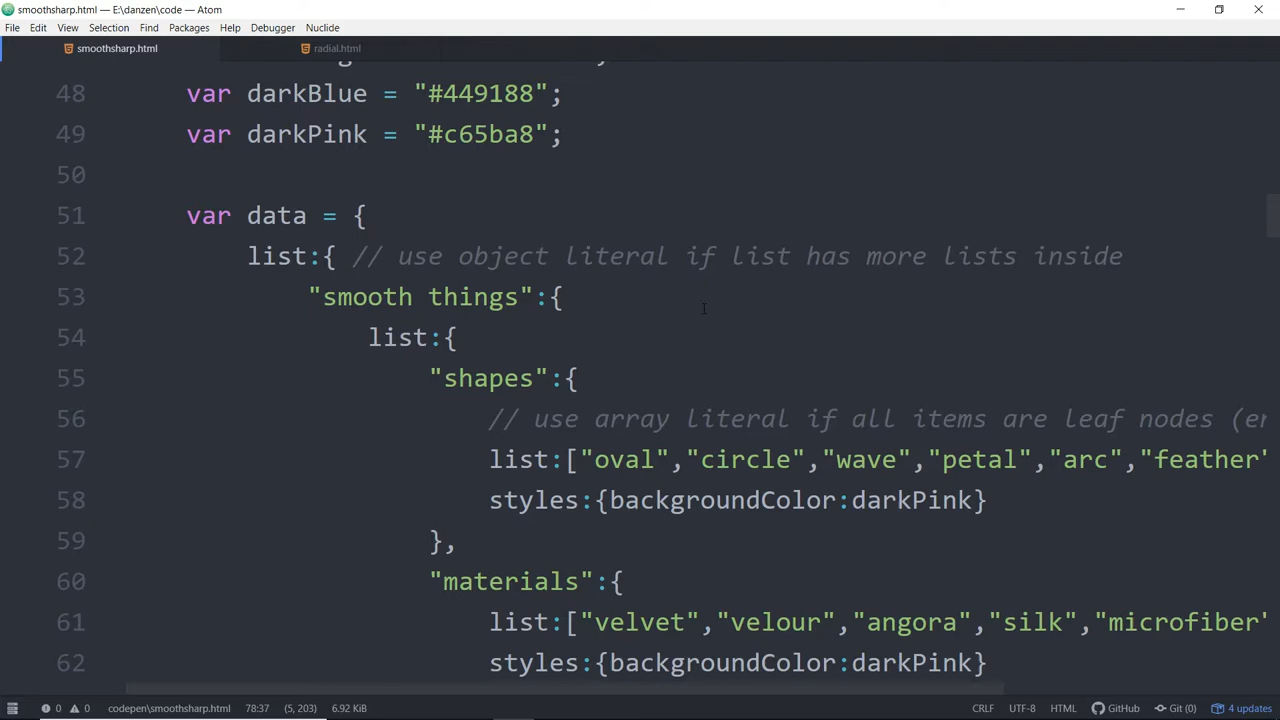 smoothsharp.html — E:\danzen\code — Atom
File Edit View Selection Find Packages Help Debugger Nuclide
smoothsharp.html radial.html
48 var darkBlue = "#449188";
49 var darkPink = "#c65ba8";
50
51 var data = {
52 list:{ // use object literal if list has more lists inside
53 "smooth things":{
54 list:{
55 "shapes":{
56 // use array literal if all items are leaf nodes (er
57 list:["oval","circle","wave","petal","arc","feather"
58 styles:{backgroundColor:darkPink}
59 },
60 "materials":{
61 list:["velvet","velour","angora","silk","microfiber"
62 styles:{backgroundColor:darkPink}
0 0 codepen\smoothsharp.html 78:37 (5, 203) 6.92 KiB CRLF UTF-8 HTML GitHub Git (0) 4 updates